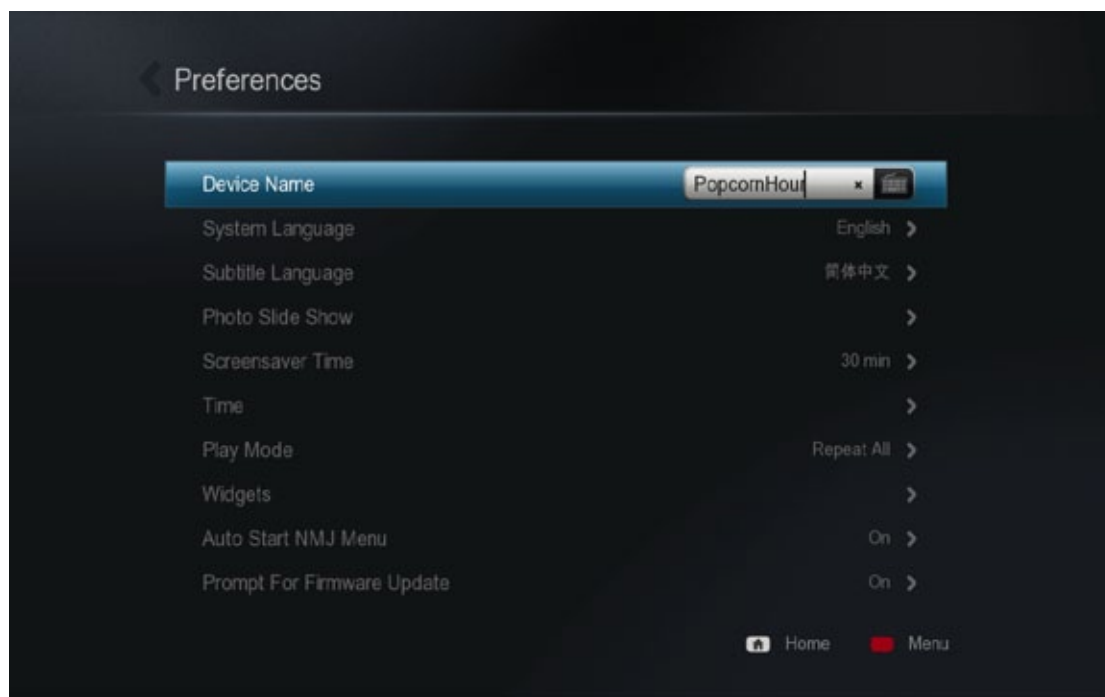 Preferences
Device Name PopcornHour
System Language English
Subtitle Language 简体中文
Photo Slide Show
Screensaver Time 30 min
Time
Play Mode Repeat All
Widgets
Auto Start NMJ Menu On
Prompt For Firmware Update On
Home Menu